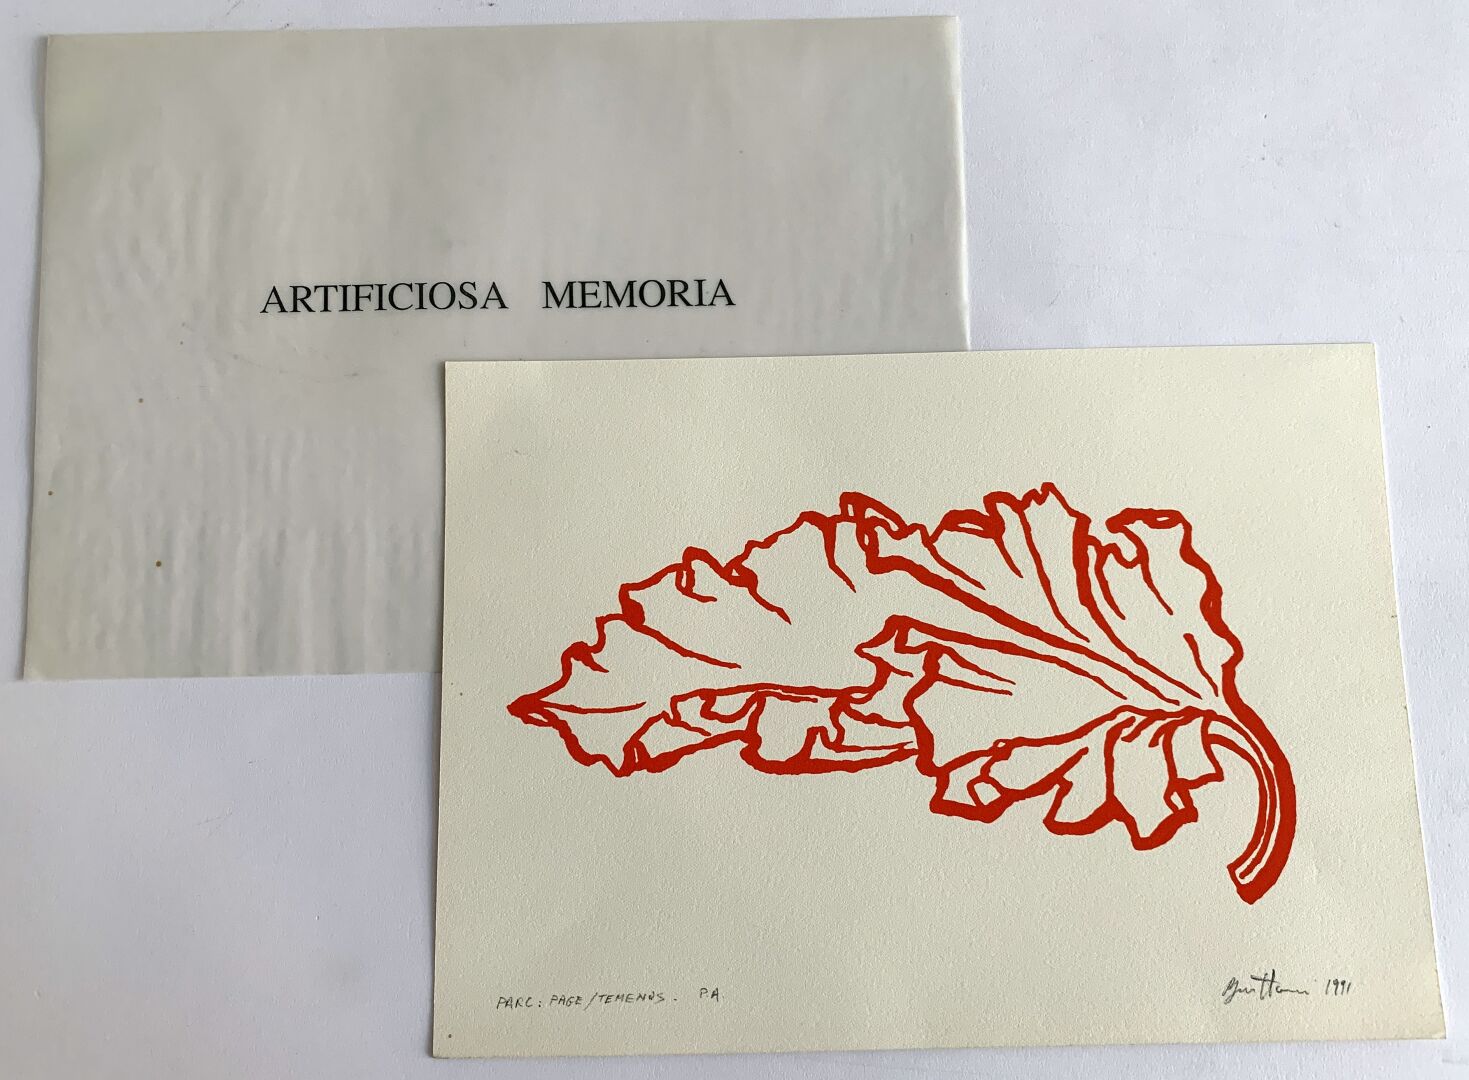 ARTIFICIOSA MEMORIA
PARC: PAGE/TEMENOS. P.A.
1991